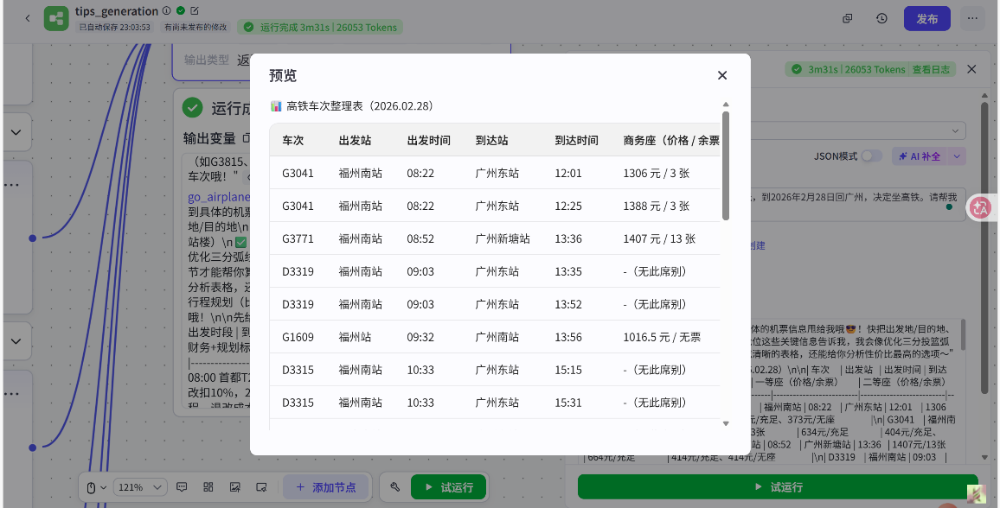 tips_generation
已自动保存 23:03:53
有尚未发布的修改
运行完成 3m31s | 26053 Tokens
发布
输出类型
运行成
输出变量
（如G3815、
车次哦！"
go_airplane
到具体的机票
地/目的地\n
站楼）\n✅
优化三分弧线
节才能帮你算
分析表格，还
行程规划（比
哦！\n\n先给
出发时段 | 到
财务+规划标
|---------------
08:00 首都T2
改扣10%，2
预览
📊 高铁车次整理表（2026.02.28）
车次 出发站 出发时间 到达站 到达时间 商务座（价格 / 余票
G3041 福州南站 08:22 广州东站 12:01 1306 元 / 3 张
G3041 福州南站 08:22 广州东站 12:25 1388 元 / 3 张
G3771 福州南站 08:52 广州新塘站 13:36 1407 元 / 13 张
D3319 福州南站 09:03 广州东站 13:35 -（无此席别）
D3319 福州南站 09:03 广州东站 13:52 -（无此席别）
G1609 福州站 09:32 广州南站 13:56 1016.5 元 / 无票
D3315 福州南站 10:33 广州东站 15:15 -（无此席别）
D3315 福州南站 10:33 广州东站 15:31 -（无此席别）
3m31s | 26053 Tokens 查看日志
JSON模式
AI 补全
，到2026年2月28日回广州，决定坐高铁。请帮我
创建
体的机票信息甩给我哦😎！快把出发地/目的地、
位这些关键信息告诉我，我会像优化三分投篮弧
清晰的表格，还能给你分析性价比最高的选项～"
.02.28）\n\n| 车次 | 出发站 | 出发时间 | 到达
| 一等座（价格/余票） | 二等座（价格/余票）
| 福州南站 | 08:22 | 广州东站 | 12:01 | 1306
元/充足、373元/无座 |\n| G3041 | 福州南
3张 | 634元/充足 | 404元/充足、
站 | 08:52 | 广州新塘站 | 13:36 | 1407元/13张
| 664元/充足 | 414元/充足、414元/无座 |\n| D3319 | 福州南站 | 09:03 |
121%
添加节点
试运行
试运行